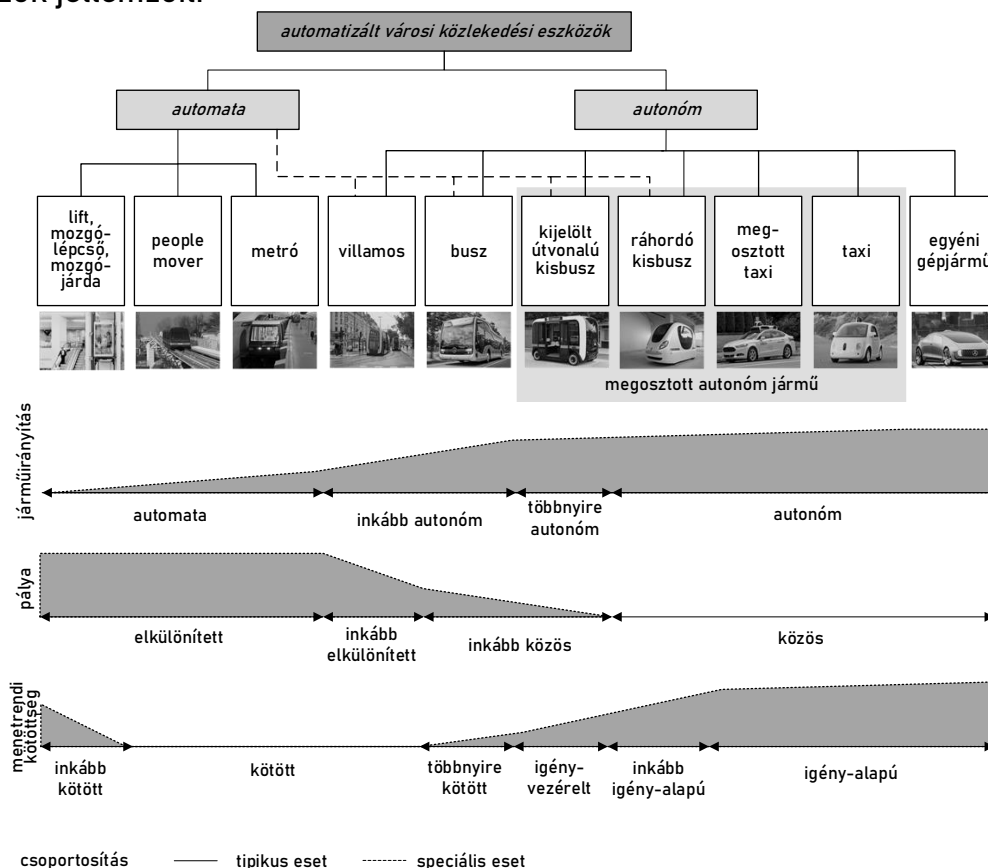 automatizált városi közlekedési eszközök
automata
autonóm
lift,
mozgó-
lépcső,
mozgó-
járda
people
mover
metró
villamos
busz
kijelölt
útvonalú
kisbusz
ráhordó
kisbusz
meg-
osztott
taxi
taxi
egyéni
gépjármű
megosztott autonóm jármű
járműirányítás
automata
inkább autonóm
többnyire
autonóm
autonóm
pálya
elkülönített
inkább
elkülönített
inkább közös
közös
menetrendi
kötöttség
inkább
kötött
kötött
többnyire
kötött
igény-
vezérelt
inkább
igény-alapú
igény-alapú
csoportosítás
tipikus eset
speciális eset